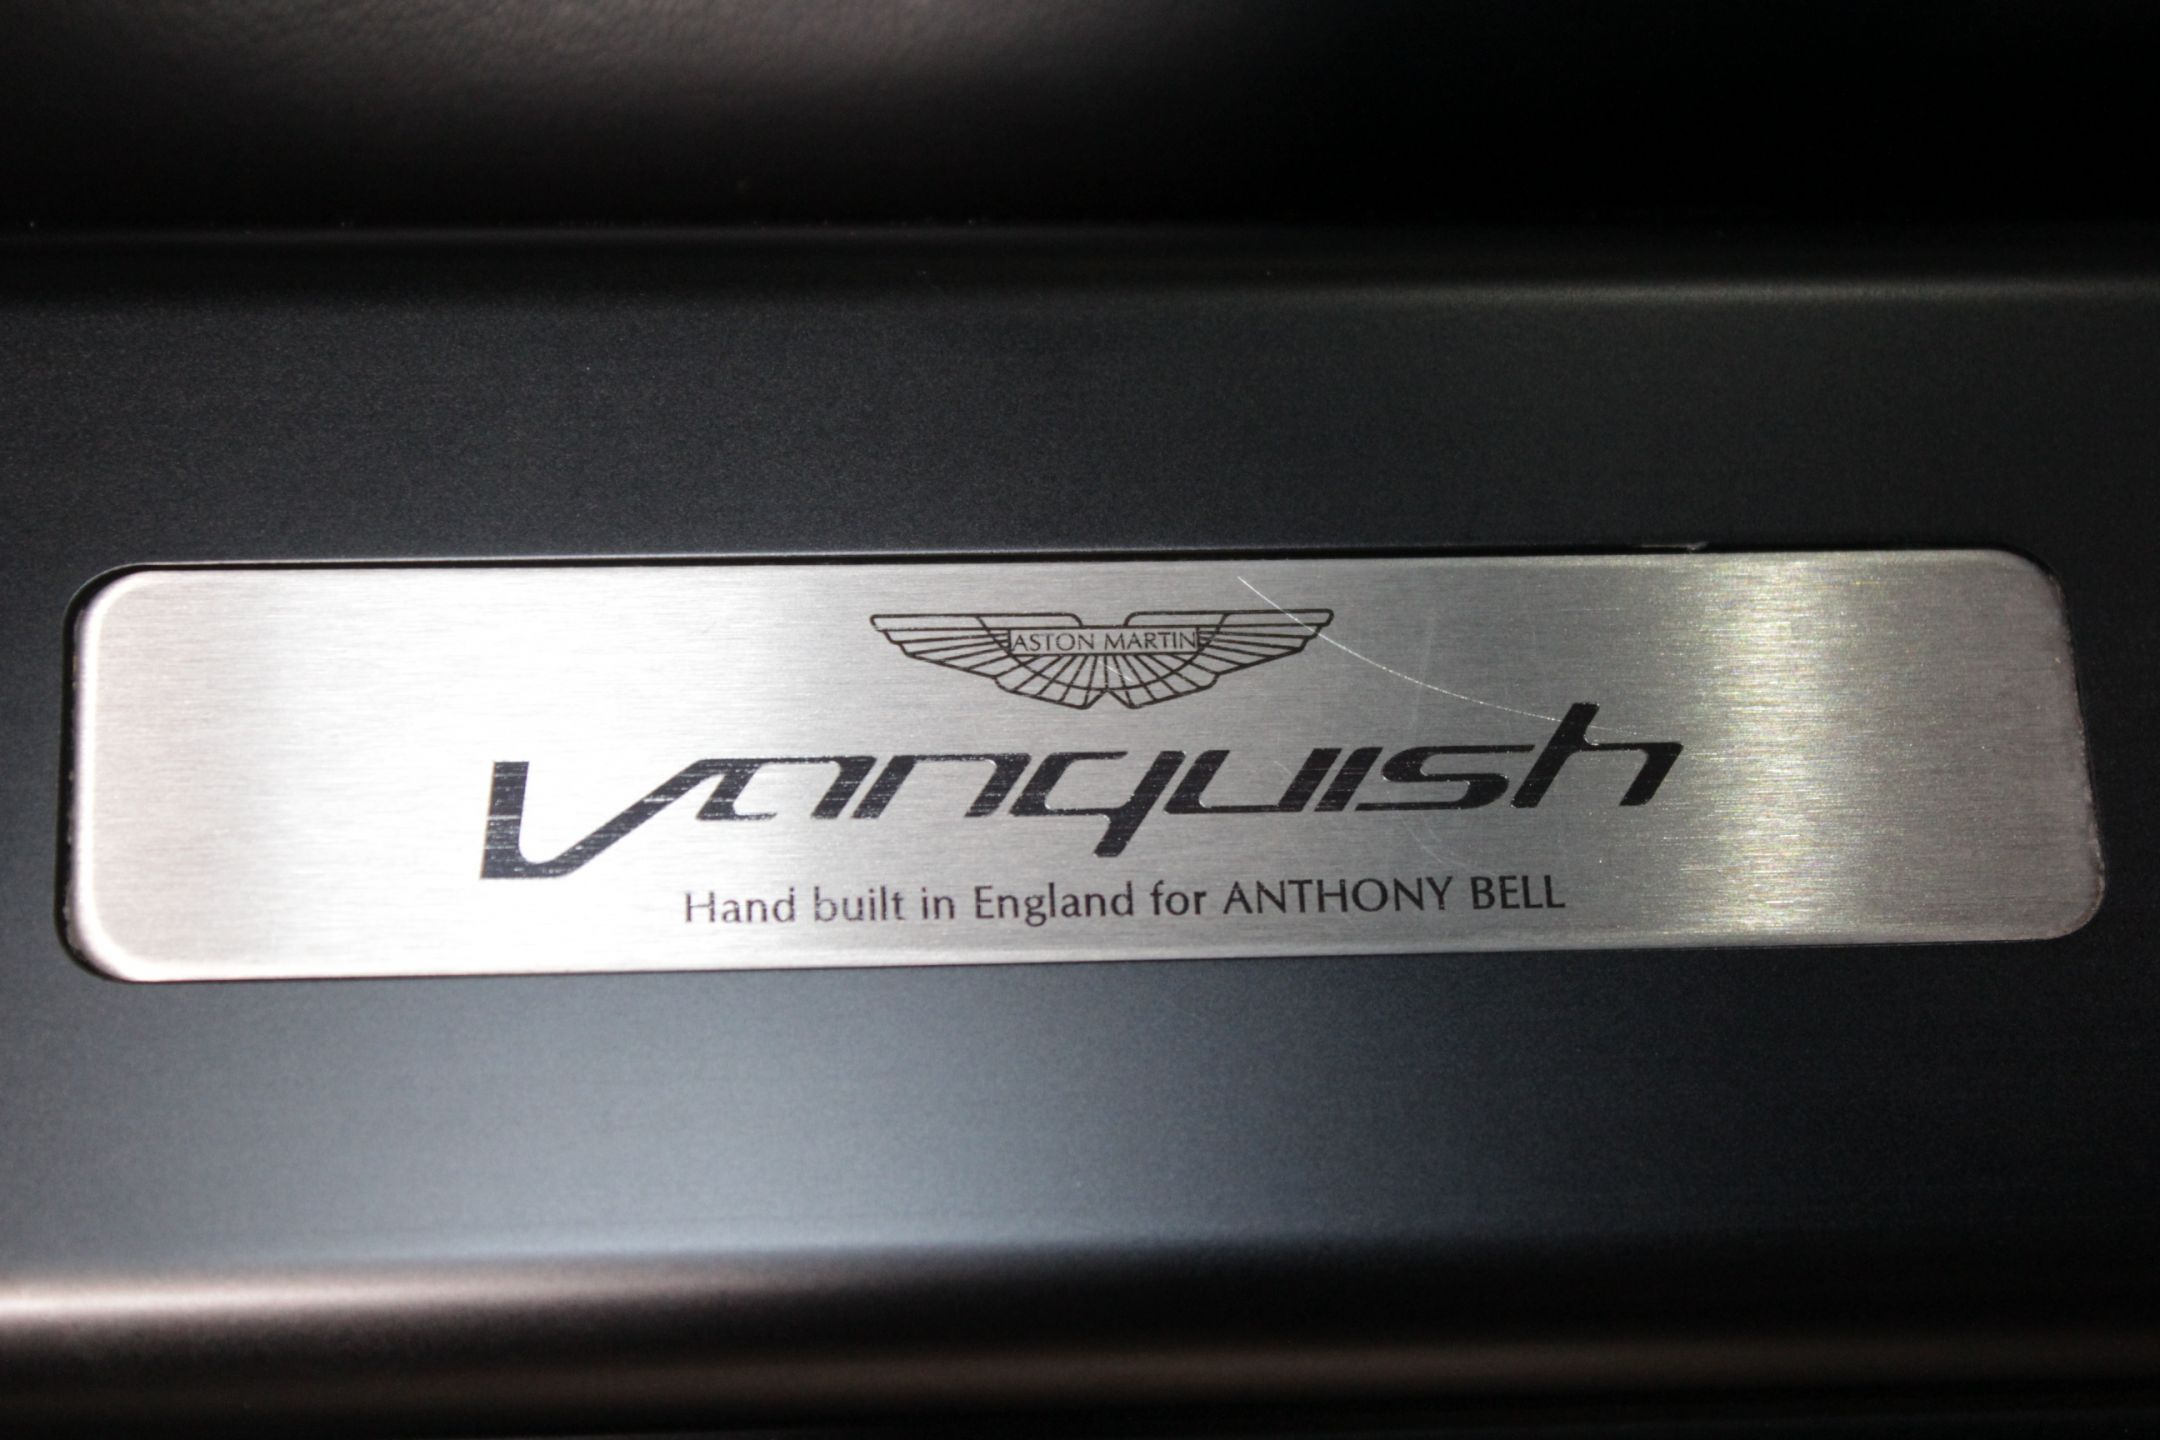 ASTON MARTIN
Vanquish
Hand built in England for ANTHONY BELL